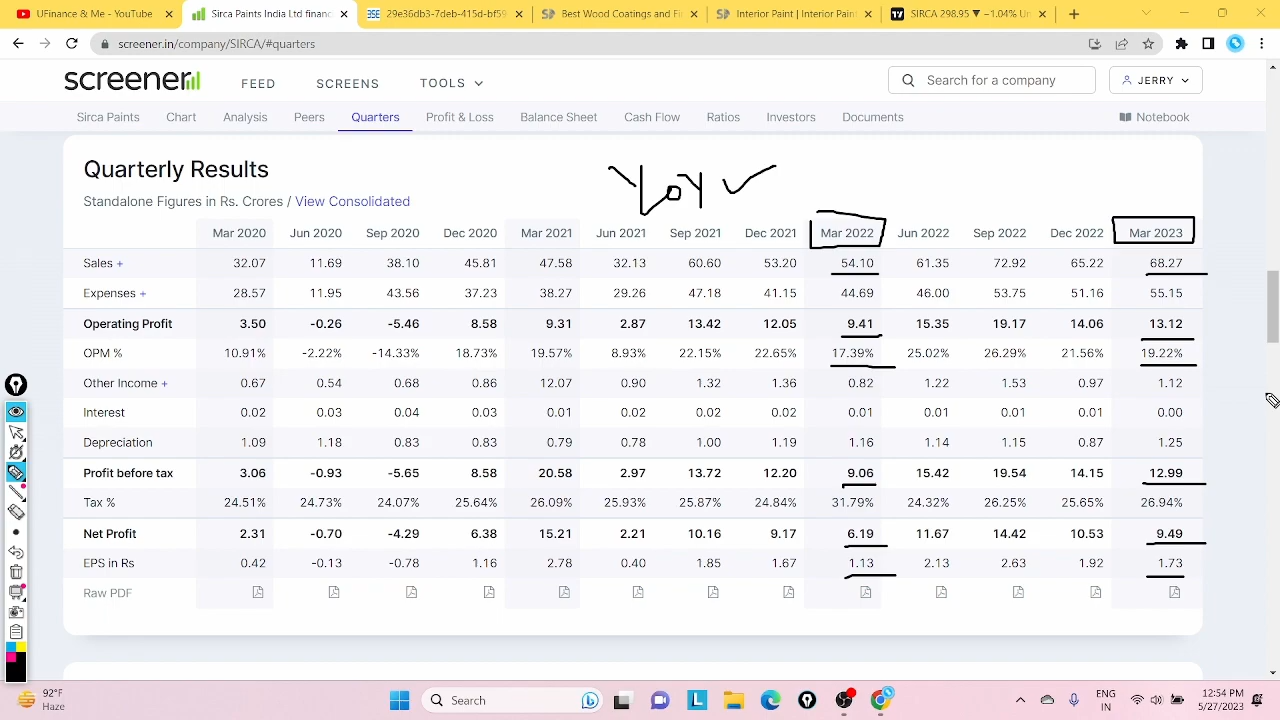 UFinance & Me - YouTube
Sirca Paints India Ltd financ
29e36db3-7de1-4f5d-bf59
Best Wood Coatings and Fi
Interior Paint | Interior Paint
SIRCA 298.95 ▼ −1.04% Un
screener.in/company/SIRCA/#quarters
screener FEED SCREENS TOOLS Search for a company JERRY
Sirca Paints Chart Analysis Peers Quarters Profit & Loss Balance Sheet Cash Flow Ratios Investors Documents Notebook
Quarterly Results
YoY
Standalone Figures in Rs. Crores / View Consolidated
Mar 2020 Jun 2020 Sep 2020 Dec 2020 Mar 2021 Jun 2021 Sep 2021 Dec 2021 Mar 2022 Jun 2022 Sep 2022 Dec 2022 Mar 2023
Sales + 32.07 11.69 38.10 45.81 47.58 32.13 60.60 53.20 54.10 61.35 72.92 65.22 68.27
Expenses + 28.57 11.95 43.56 37.23 38.27 29.26 47.18 41.15 44.69 46.00 53.75 51.16 55.15
Operating Profit 3.50 -0.26 -5.46 8.58 9.31 2.87 13.42 12.05 9.41 15.35 19.17 14.06 13.12
OPM % 10.91% -2.22% -14.33% 18.73% 19.57% 8.93% 22.15% 22.65% 17.39% 25.02% 26.29% 21.56% 19.22%
Other Income + 0.67 0.54 0.68 0.86 12.07 0.90 1.32 1.36 0.82 1.22 1.53 0.97 1.12
Interest 0.02 0.03 0.04 0.03 0.01 0.02 0.02 0.02 0.01 0.01 0.01 0.01 0.00
Depreciation 1.09 1.18 0.83 0.83 0.79 0.78 1.00 1.19 1.16 1.14 1.15 0.87 1.25
Profit before tax 3.06 -0.93 -5.65 8.58 20.58 2.97 13.72 12.20 9.06 15.42 19.54 14.15 12.99
Tax % 24.51% 24.73% 24.07% 25.64% 26.09% 25.93% 25.87% 24.84% 31.79% 24.32% 26.25% 25.65% 26.94%
Net Profit 2.31 -0.70 -4.29 6.38 15.21 2.21 10.16 9.17 6.19 11.67 14.42 10.53 9.49
EPS in Rs 0.42 -0.13 -0.78 1.16 2.78 0.40 1.85 1.67 1.13 2.13 2.63 1.92 1.73
Raw PDF
92°F
Haze
Search
ENG
IN
12:54 PM
5/27/2023